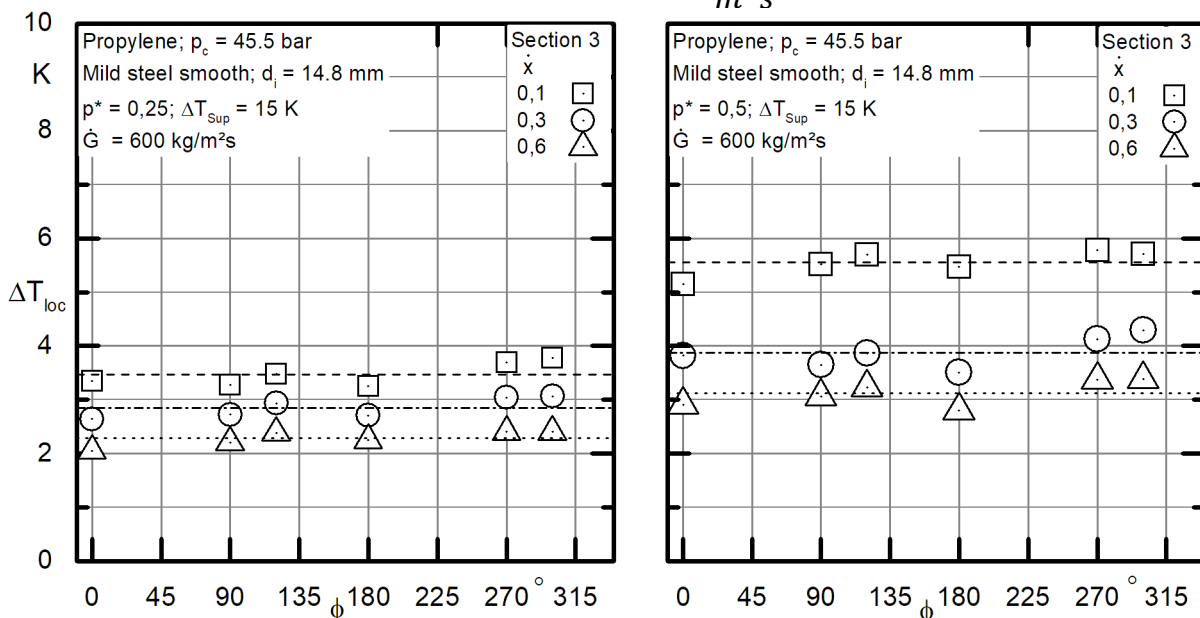 m s
10
K
8
6
ΔT_loc
4
2
0
Propylene; p_c = 45.5 bar
Mild steel smooth; d_i = 14.8 mm
p* = 0,25; ΔT_Sup = 15 K
Ġ = 600 kg/m²s
Section 3
ẋ
0,1
0,3
0,6
0 45 90 135 180 225 270 ° 315
ϕ
Propylene; p_c = 45.5 bar
Mild steel smooth; d_i = 14.8 mm
p* = 0,5; ΔT_Sup = 15 K
Ġ = 600 kg/m²s
Section 3
ẋ
0,1
0,3
0,6
0 45 90 135 180 225 270 ° 315
ϕ